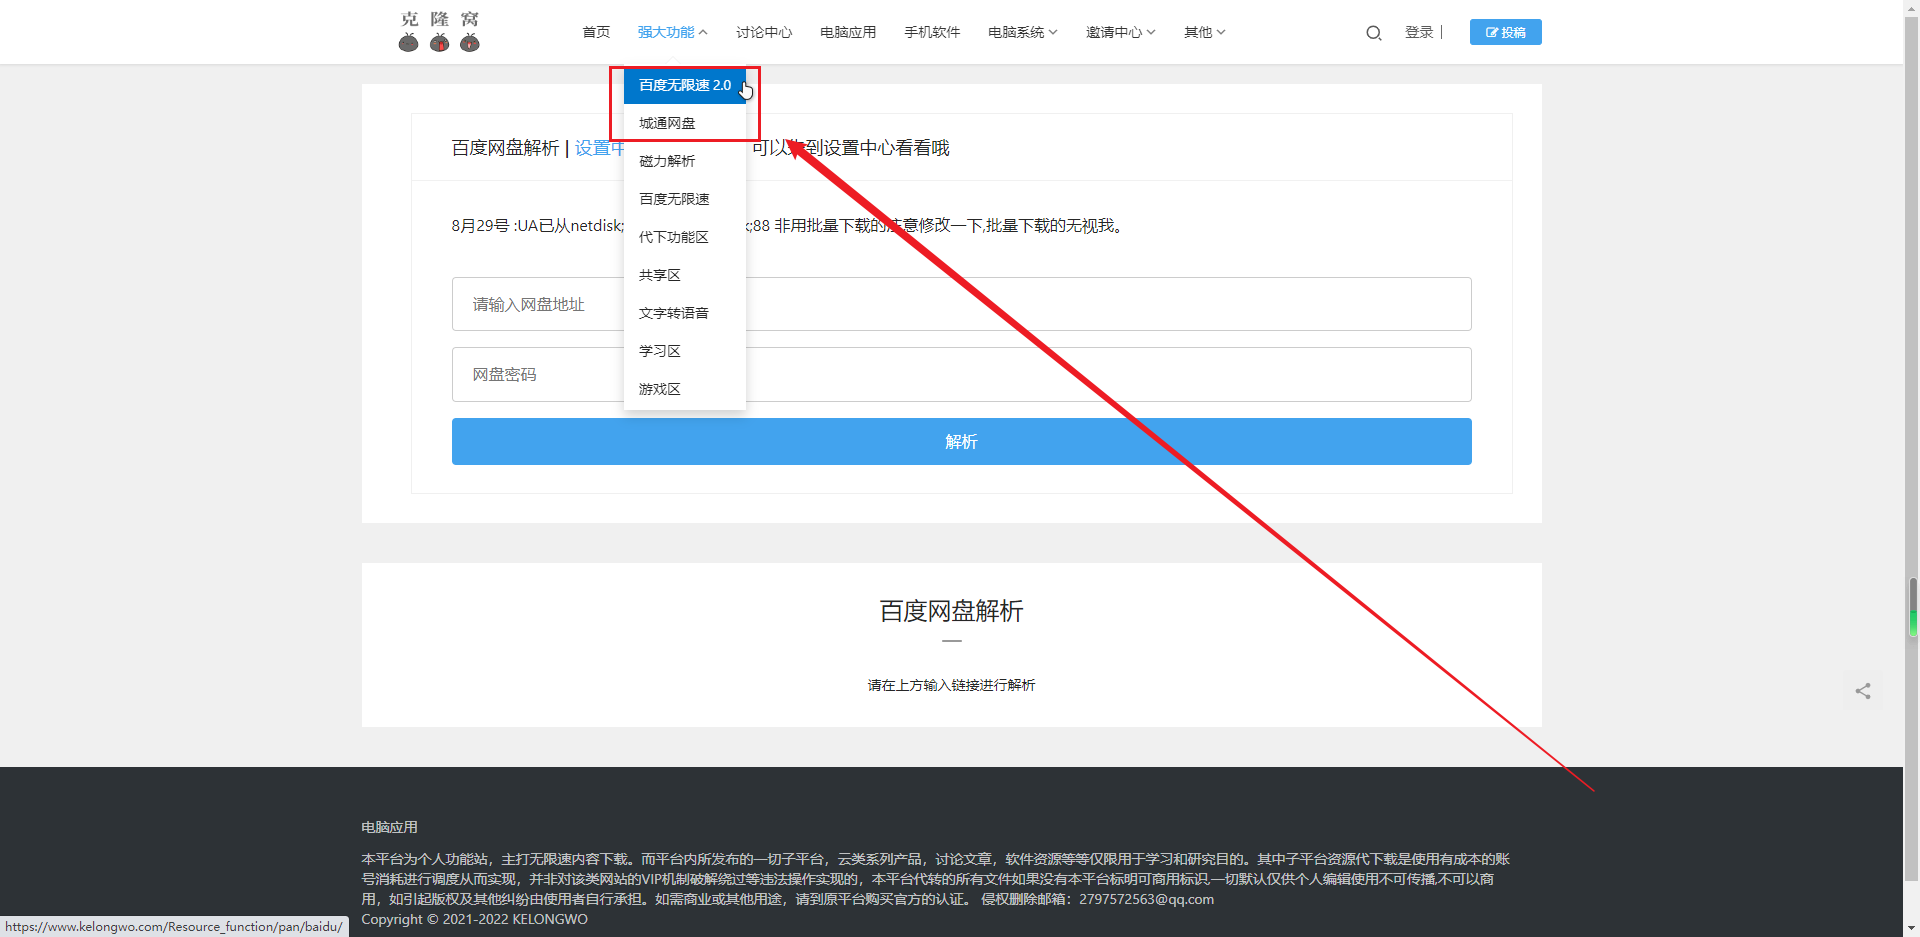 克隆窝
首页 强大功能 讨论中心 电脑应用 手机软件 电脑系统 邀请中心 其他 登录 投稿
百度无限速 2.0
城通网盘
磁力解析
百度无限速
代下功能区
共享区
文字转语音
学习区
游戏区
百度网盘解析 | 设置中 可以 到设置中心看看哦
8月29号 :UA已从netdisk; ;88 非用批量下载的注意修改一下,批量下载的无视我。
请输入网盘地址
网盘密码
解析
百度网盘解析
请在上方输入链接进行解析
电脑应用
本平台为个人功能站，主打无限速内容下载。而平台内所发布的一切子平台，云类系列产品，讨论文章，软件资源等等仅限用于学习和研究目的。其中子平台资源代下载是使用有成本的账
号消耗进行调度从而实现，并非对该类网站的VIP机制破解绕过等违法操作实现的，本平台代转的所有文件如果没有本平台标明可商用标识.一切默认仅供个人编辑使用不可传播,不可以商
用，如引起版权及其他纠纷由使用者自行承担。如需商业或其他用途，请到原平台购买官方的认证。 侵权删除邮箱：2797572563@qq.com
Copyright © 2021-2022 KELONGWO
https://www.kelongwo.com/Resource_function/pan/baidu/